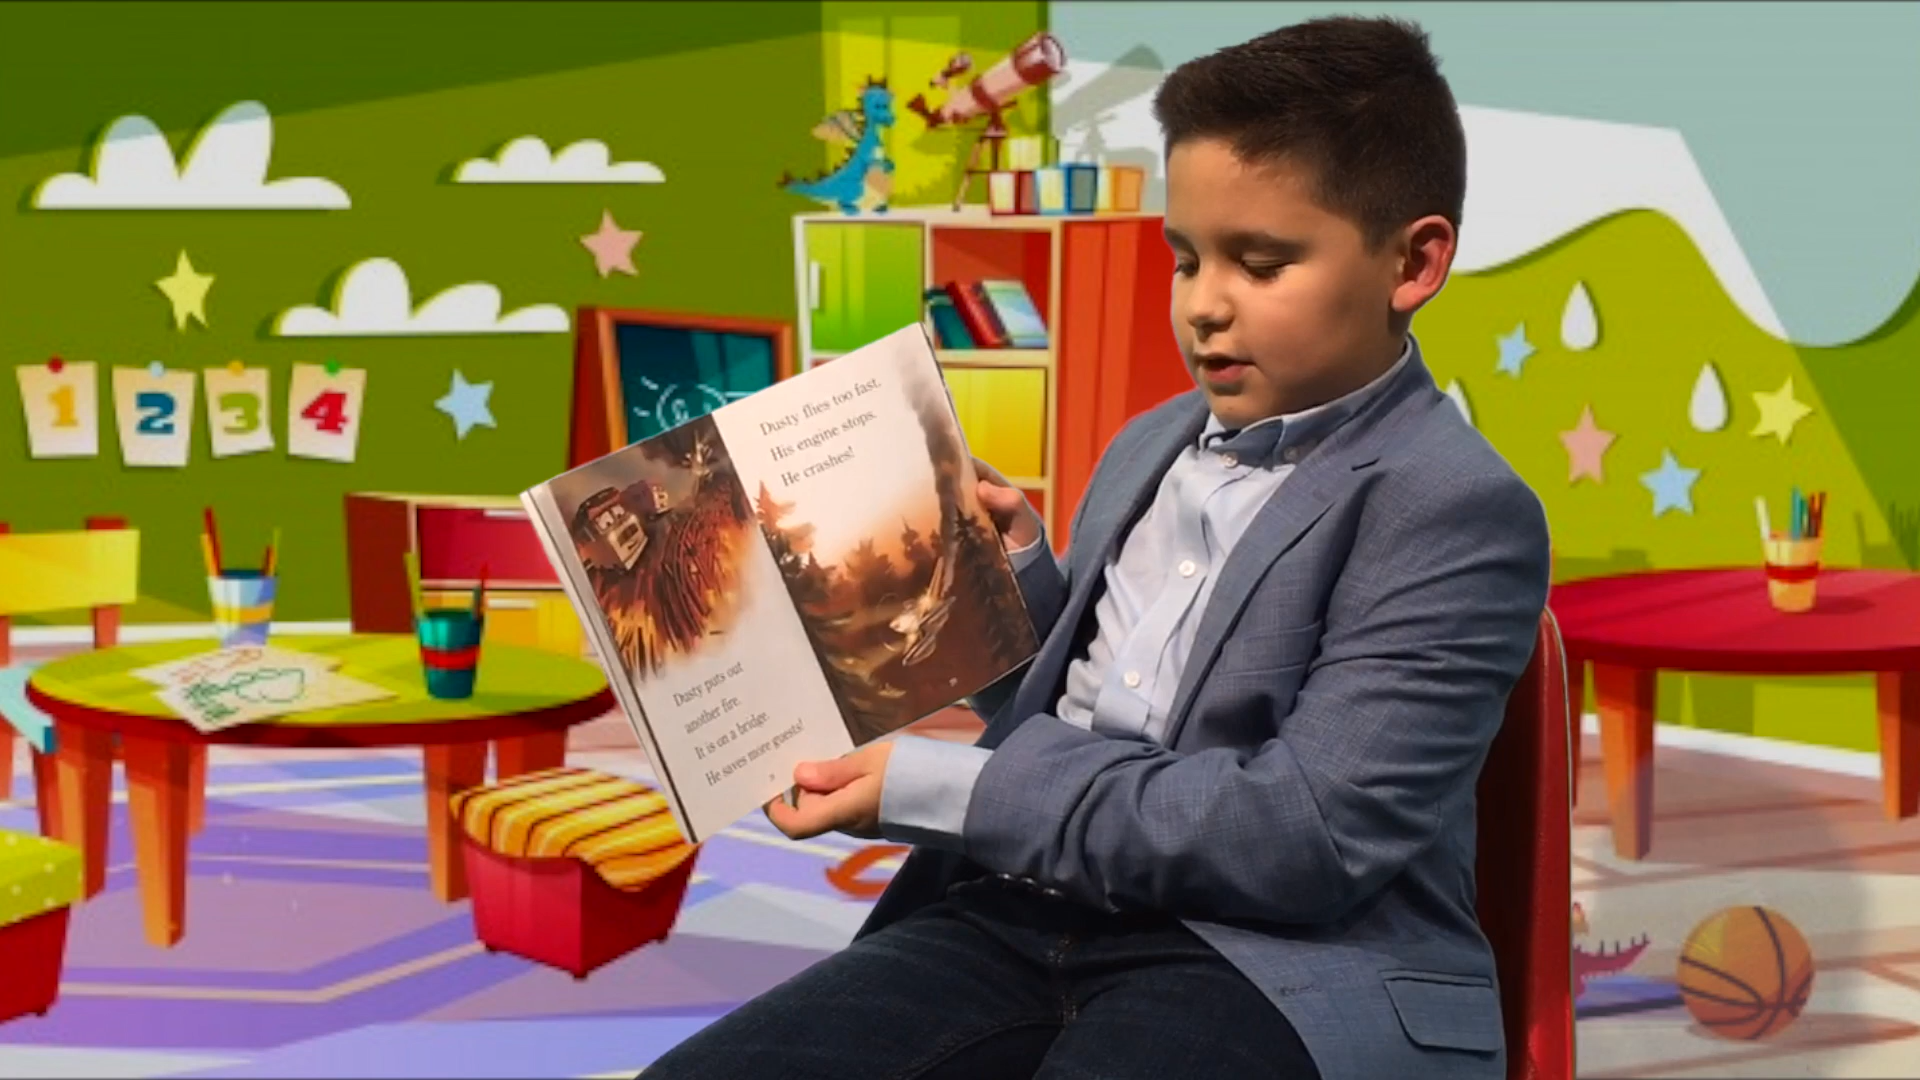 1
2
3
4
Dusty puts out
another fire.
It is on a bridge.
He saves more guests!
Dusty flies too fast.
His engine stops.
He crashes!